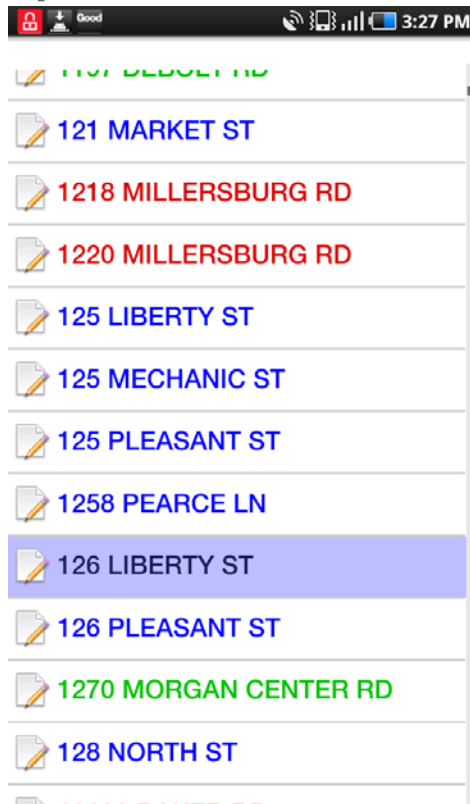 Good 3:27 PM
121 MARKET ST
1218 MILLERSBURG RD
1220 MILLERSBURG RD
125 LIBERTY ST
125 MECHANIC ST
125 PLEASANT ST
1258 PEARCE LN
126 LIBERTY ST
126 PLEASANT ST
1270 MORGAN CENTER RD
128 NORTH ST